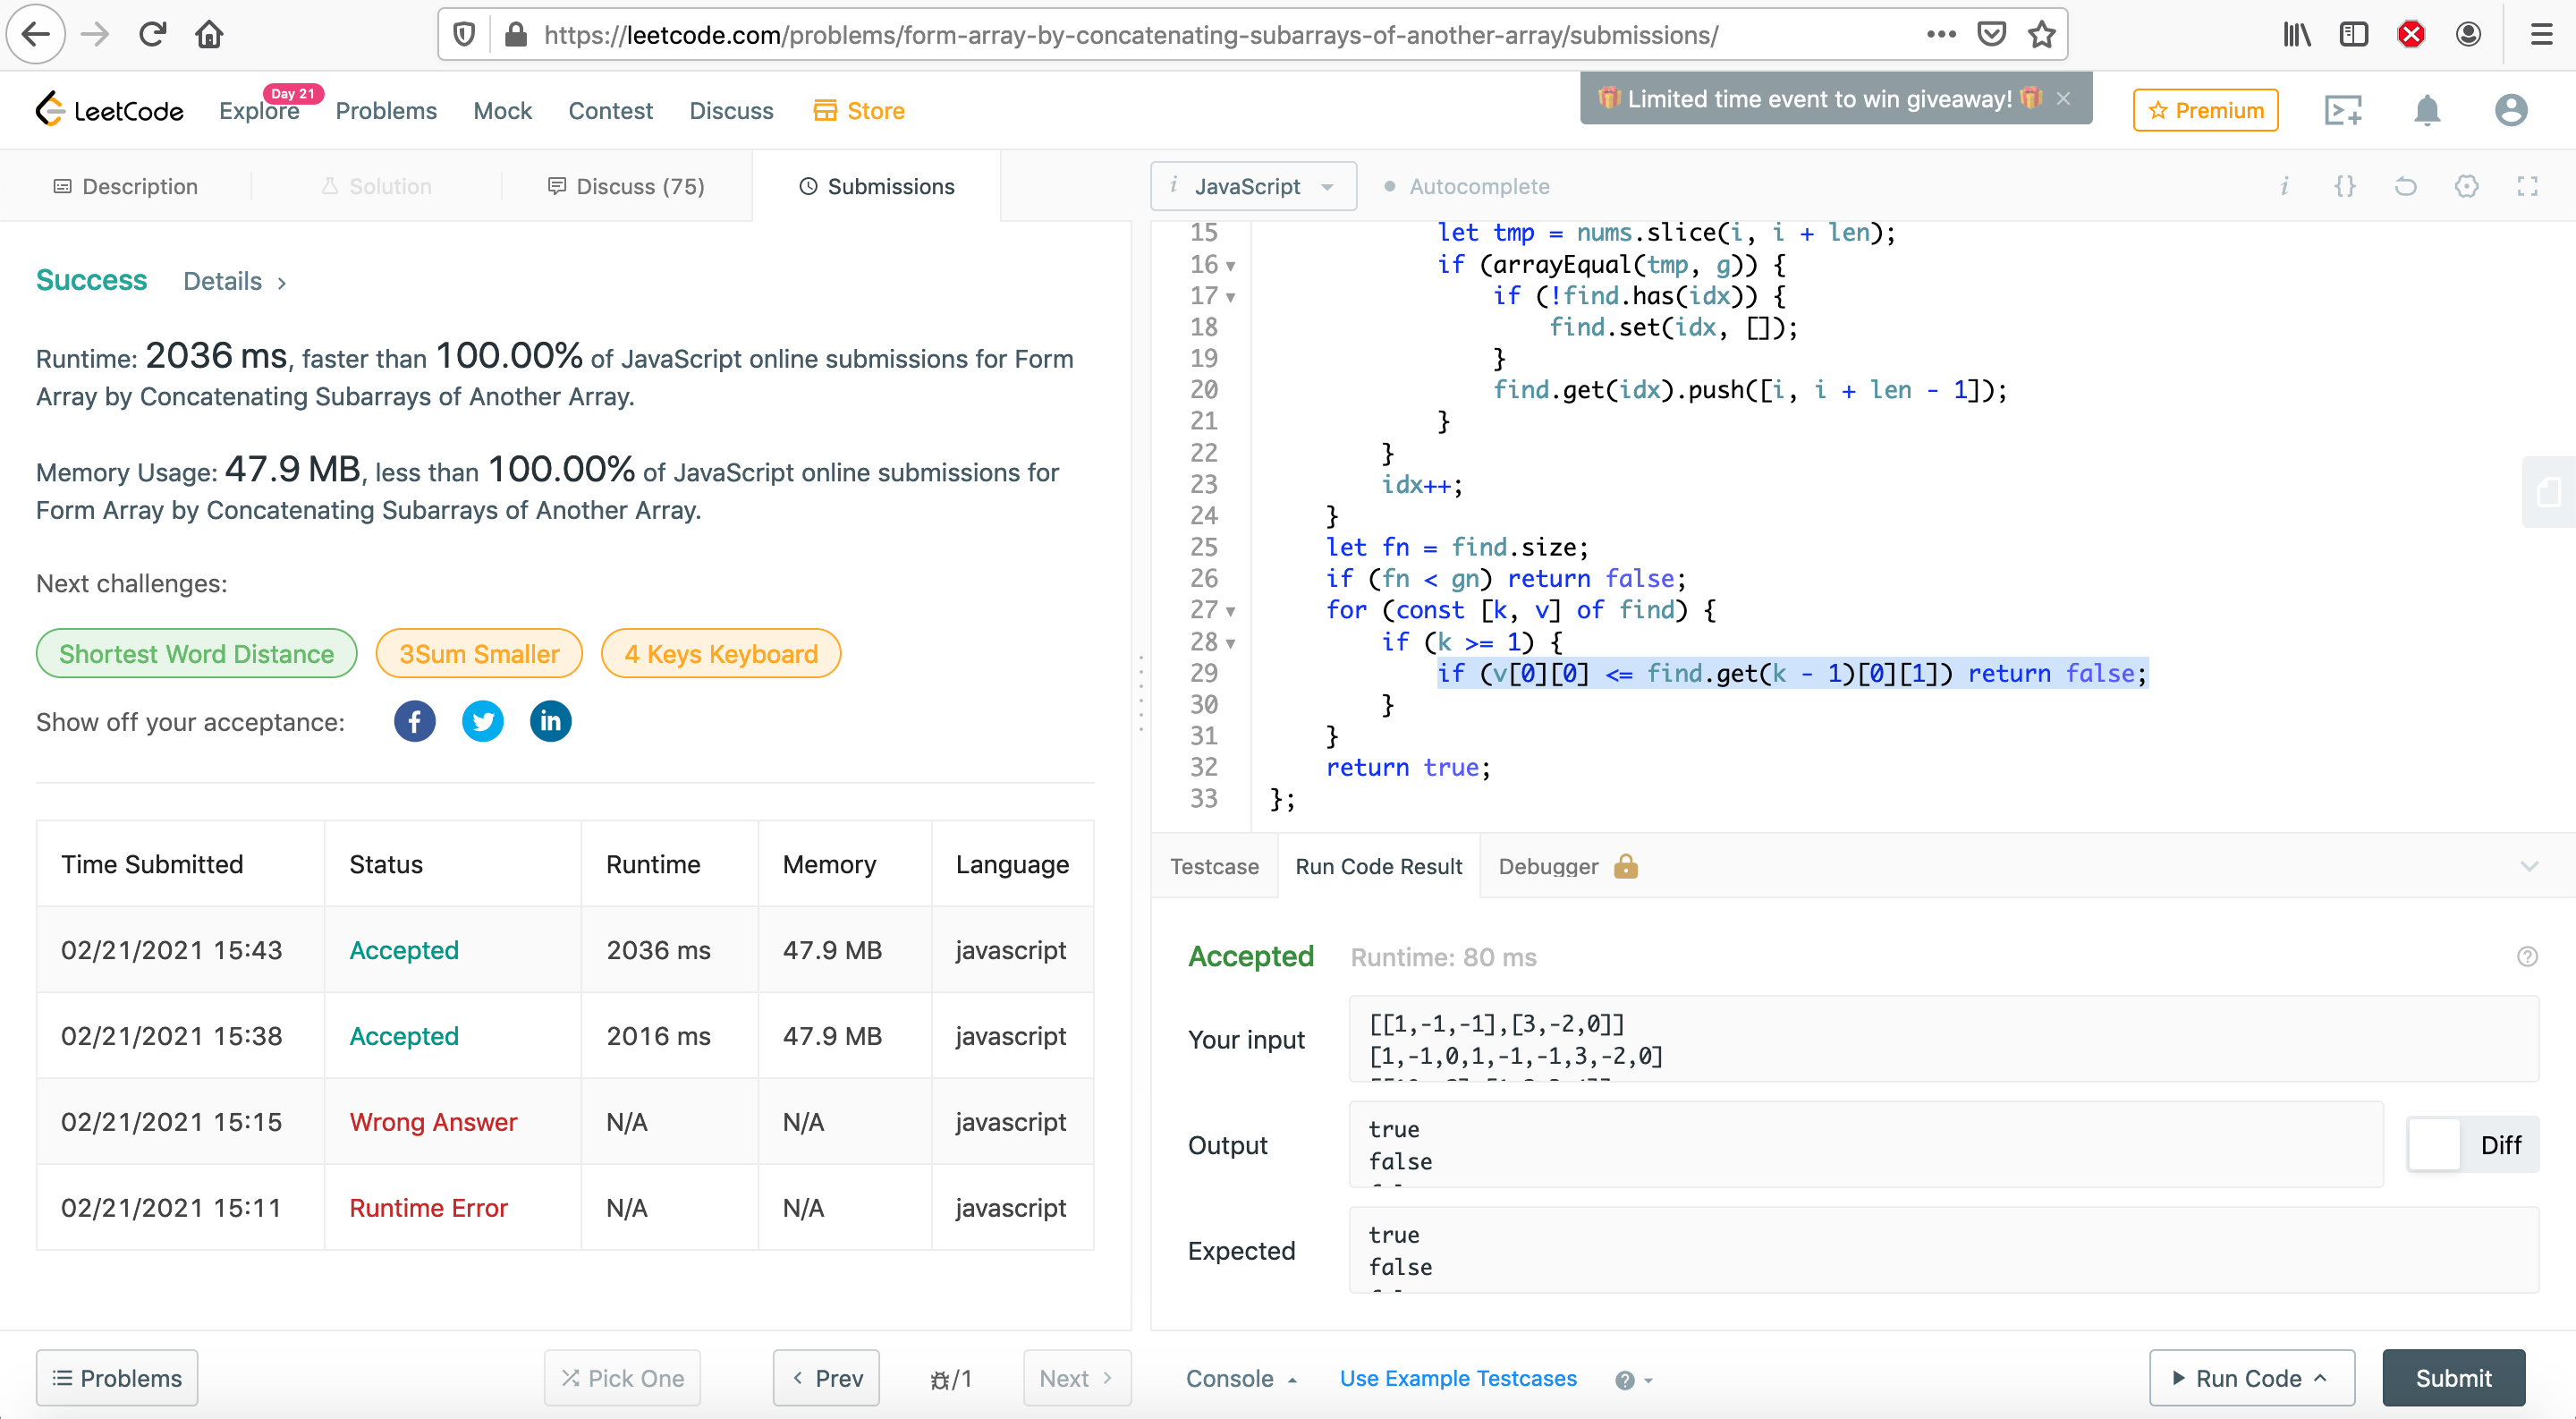 https://leetcode.com/problems/form-array-by-concatenating-subarrays-of-another-array/submissions/
LeetCode
Explore
Day 21
Problems
Mock
Contest
Discuss
Store
Limited time event to win giveaway!
Premium
Description
Solution
Discuss (75)
Submissions
i JavaScript
Autocomplete
Success Details
Runtime: 2036 ms, faster than 100.00% of JavaScript online submissions for Form
Array by Concatenating Subarrays of Another Array.
Memory Usage: 47.9 MB, less than 100.00% of JavaScript online submissions for
Form Array by Concatenating Subarrays of Another Array.
Next challenges:
Shortest Word Distance
3Sum Smaller
4 Keys Keyboard
Show off your acceptance:
Time Submitted Status Runtime Memory Language
02/21/2021 15:43 Accepted 2036 ms 47.9 MB javascript
02/21/2021 15:38 Accepted 2016 ms 47.9 MB javascript
02/21/2021 15:15 Wrong Answer N/A N/A javascript
02/21/2021 15:11 Runtime Error N/A N/A javascript
15 let tmp = nums.slice(i, i + len);
16 if (arrayEqual(tmp, g)) {
17 if (!find.has(idx)) {
18 find.set(idx, []);
19 }
20 find.get(idx).push([i, i + len - 1]);
21 }
22 }
23 idx++;
24 }
25 let fn = find.size;
26 if (fn < gn) return false;
27 for (const [k, v] of find) {
28 if (k >= 1) {
29 if (v[0][0] <= find.get(k - 1)[0][1]) return false;
30 }
31 }
32 return true;
33 };
Testcase
Run Code Result
Debugger
Accepted Runtime: 80 ms
Your input
[[1,-1,-1],[3,-2,0]]
[1,-1,0,1,-1,-1,3,-2,0]
Output
true
false
Diff
Expected
true
false
Problems
Pick One
Prev
/1
Next
Console
Use Example Testcases
Run Code
Submit